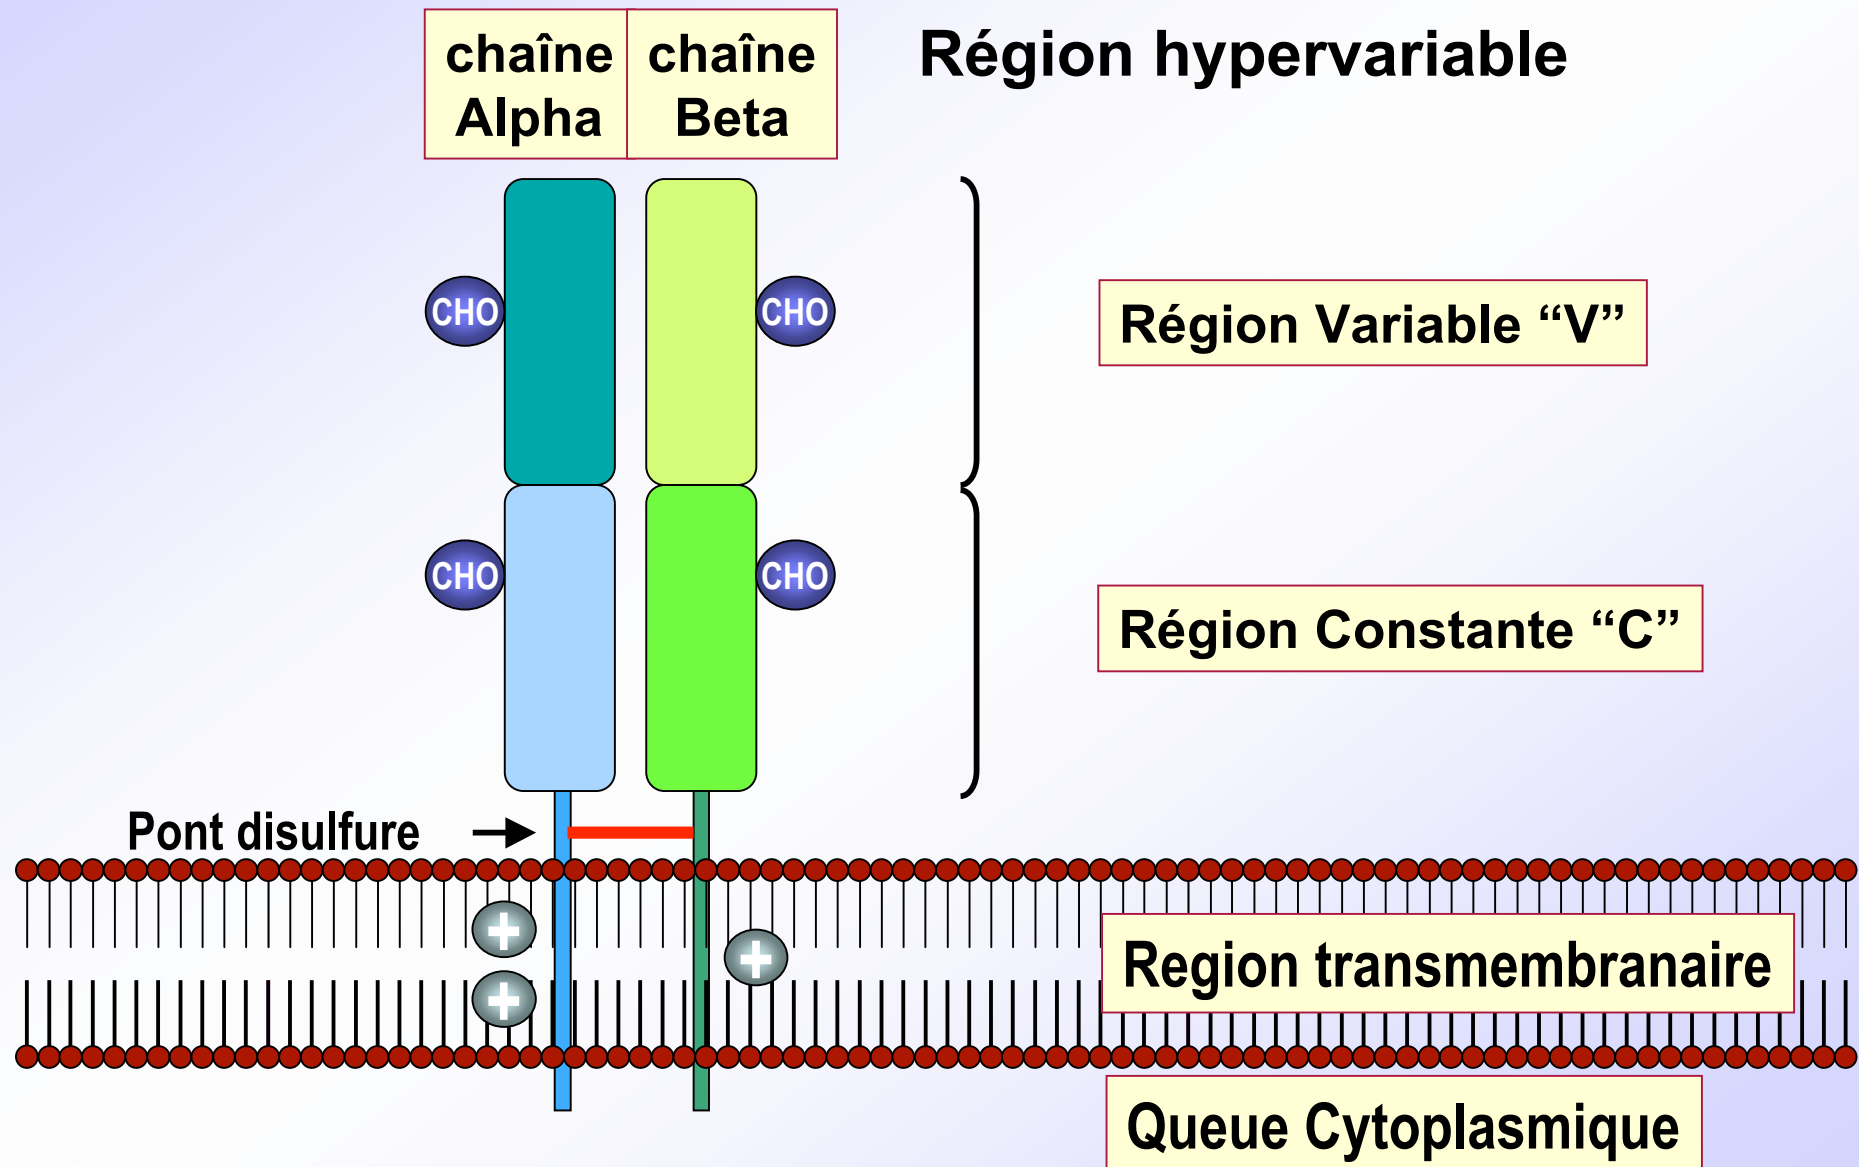 chaîne
Alpha
chaîne
Beta
Région hypervariable
CHO
CHO
Région Variable “V”
CHO
CHO
Région Constante “C”
Pont disulfure
+
+
+
Region transmembranaire
Queue Cytoplasmique